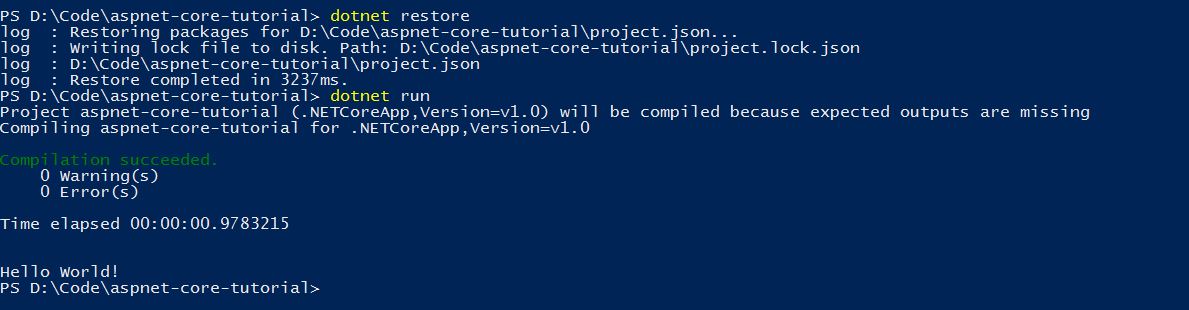 PS D:\Code\aspnet-core-tutorial> dotnet restore
log  : Restoring packages for D:\Code\aspnet-core-tutorial\project.json...
log  : Writing lock file to disk. Path: D:\Code\aspnet-core-tutorial\project.lock.json
log  : D:\Code\aspnet-core-tutorial\project.json
log  : Restore completed in 3237ms.
PS D:\Code\aspnet-core-tutorial> dotnet run
Project aspnet-core-tutorial (.NETCoreApp,Version=v1.0) will be compiled because expected outputs are missing
Compiling aspnet-core-tutorial for .NETCoreApp,Version=v1.0
Compilation succeeded.
    0 Warning(s)
    0 Error(s)
Time elapsed 00:00:00.9783215
Hello World!
PS D:\Code\aspnet-core-tutorial>